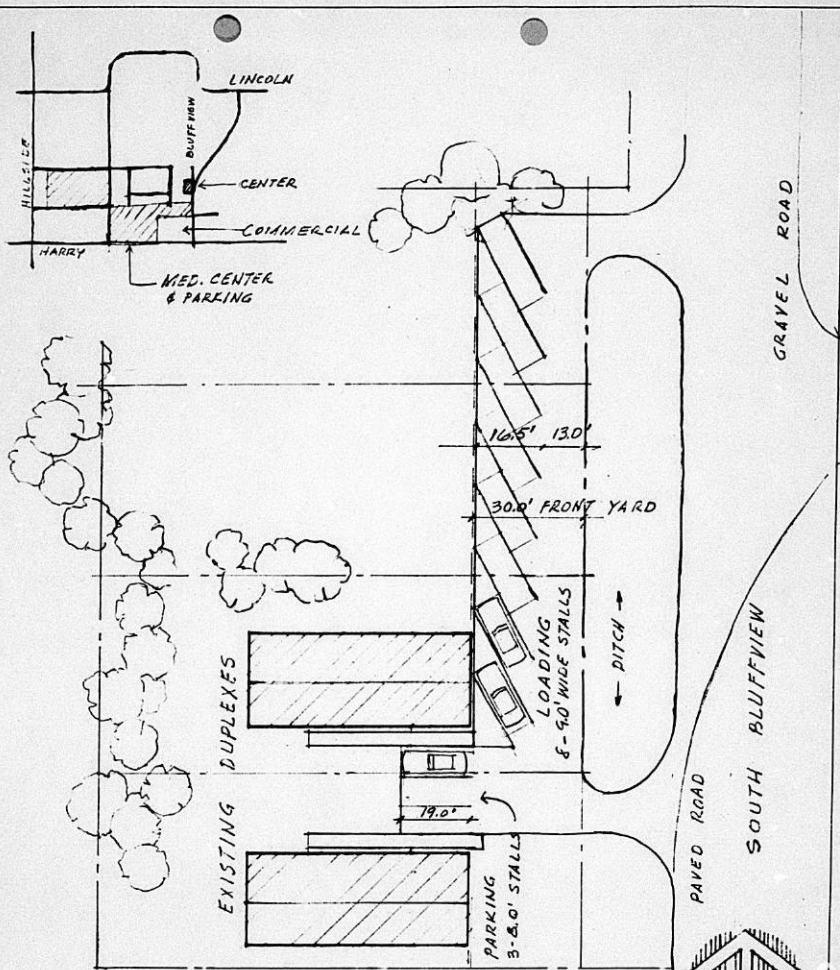 LINCOLN
BLUFFVIEW
HILLSIDE
CENTER
COMMERCIAL
HARRY
MED. CENTER
& PARKING
GRAVEL ROAD
16.5' 13.0'
30.0' FRONT YARD
LOADING
8-9.0' WIDE STALLS
← DITCH →
EXISTING DUPLEXES
19.0'
PARKING
3-8.0' STALLS
PAVED ROAD
SOUTH BLUFFVIEW